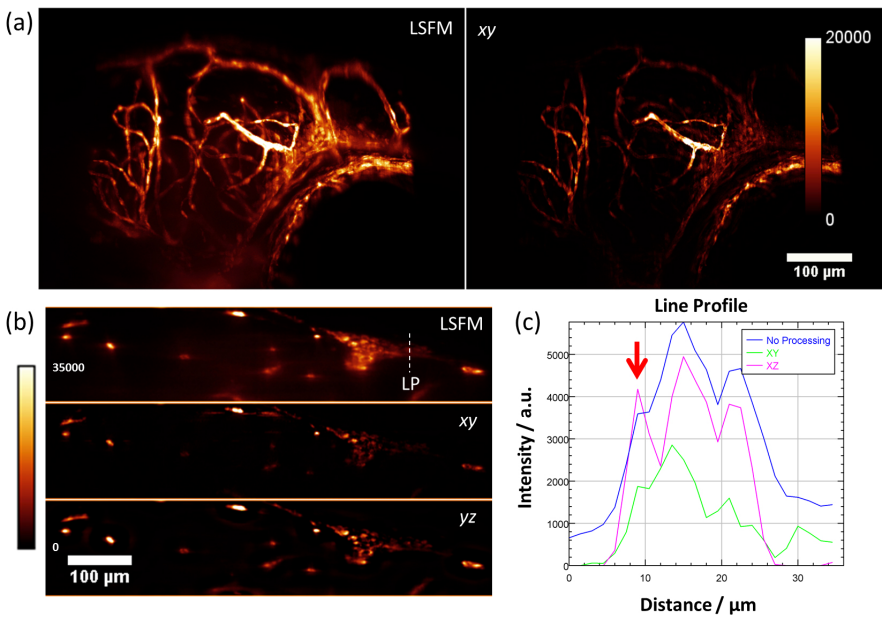 (a)
LSFM
xy
20000
0
100 µm
(b)
LSFM
LP
35000
xy
yz
0
100 µm
(c)
Line Profile
No Processing
XY
XZ
5000
4000
3000
2000
1000
0
0
10
20
30
Intensity / a.u.
Distance / µm